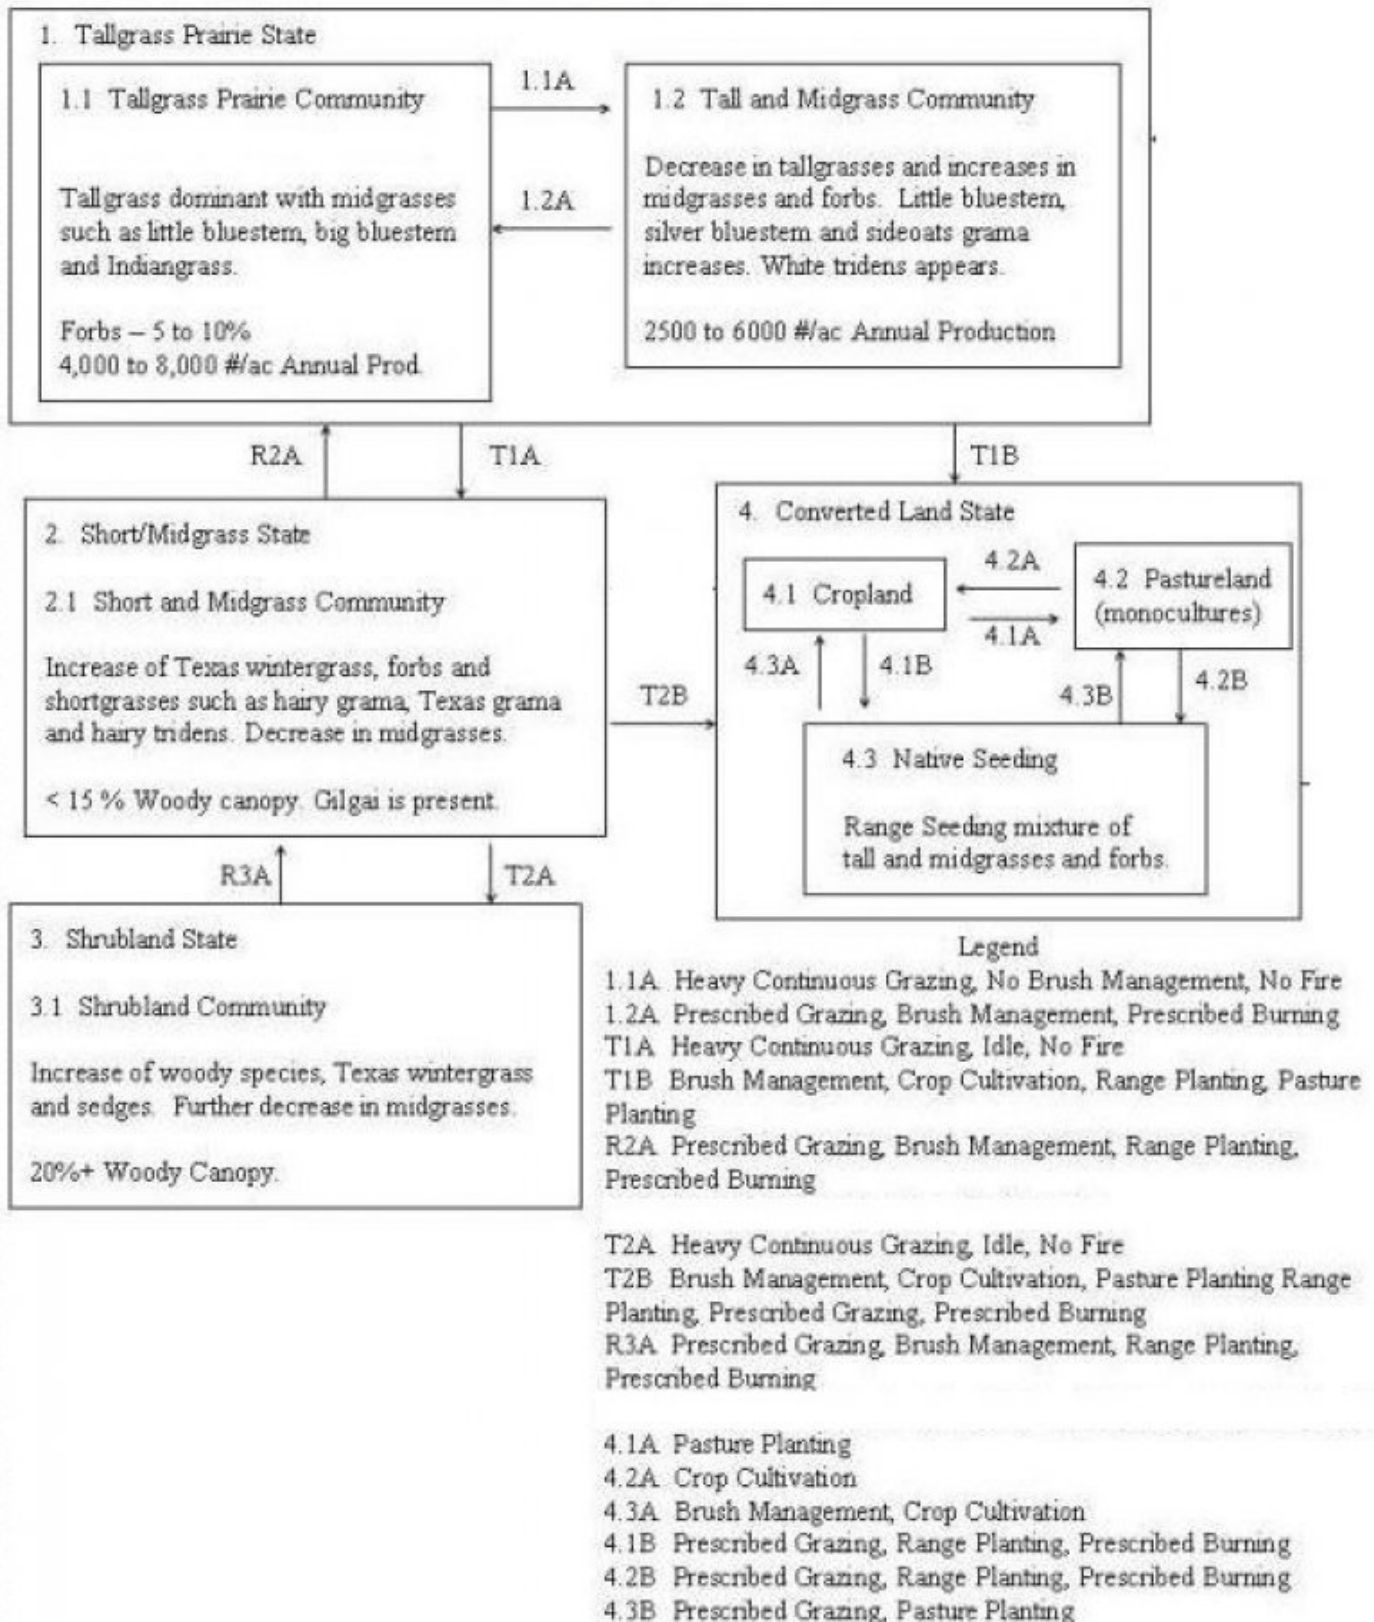 1. Tallgrass Prairie State
1.1 Tallgrass Prairie Community
Tallgrass dominant with midgrasses
such as little bluestem, big bluestem
and Indiangrass.
Forbs – 5 to 10%
4,000 to 8,000 #/ac Annual Prod.
1.1A
1.2A
1.2 Tall and Midgrass Community
Decrease in tallgrasses and increases in
midgrasses and forbs. Little bluestem,
silver bluestem and sideoats grama
increases. White tridens appears.
2500 to 6000 #/ac Annual Production
R2A
T1A
T1B
2. Short/Midgrass State
2.1 Short and Midgrass Community
Increase of Texas wintergrass, forbs and
shortgrasses such as hairy grama, Texas grama
and hairy tridens. Decrease in midgrasses.
< 15 % Woody canopy. Gilgai is present.
T2B
4. Converted Land State
4.1 Cropland
4.2A
4.1A
4.2 Pastureland
(monocultures)
4.3A
4.1B
4.3B
4.2B
4.3 Native Seeding
Range Seeding mixture of
tall and midgrasses and forbs.
R3A
T2A
3. Shrubland State
3.1 Shrubland Community
Increase of woody species, Texas wintergrass
and sedges. Further decrease in midgrasses.
20%+ Woody Canopy.
Legend
1.1A Heavy Continuous Grazing, No Brush Management, No Fire
1.2A Prescribed Grazing, Brush Management, Prescribed Burning
T1A Heavy Continuous Grazing, Idle, No Fire
T1B Brush Management, Crop Cultivation, Range Planting, Pasture
Planting
R2A Prescribed Grazing, Brush Management, Range Planting,
Prescribed Burning
T2A Heavy Continuous Grazing, Idle, No Fire
T2B Brush Management, Crop Cultivation, Pasture Planting Range
Planting, Prescribed Grazing, Prescribed Burning
R3A Prescribed Grazing, Brush Management, Range Planting,
Prescribed Burning
4.1A Pasture Planting
4.2A Crop Cultivation
4.3A Brush Management, Crop Cultivation
4.1B Prescribed Grazing, Range Planting, Prescribed Burning
4.2B Prescribed Grazing, Range Planting, Prescribed Burning
4.3B Prescribed Grazing, Pasture Planting